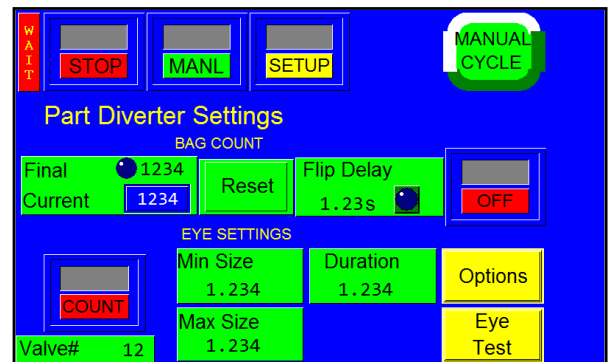 WAIT
STOP MANL SETUP
MANUAL
CYCLE
Part Diverter Settings
BAG COUNT
Final 1234
Current 1234
Reset
Flip Delay
1.23s
OFF
EYE SETTINGS
COUNT
Min Size
1.234
Duration
1.234
Options
Valve# 12
Max Size
1.234
Eye
Test